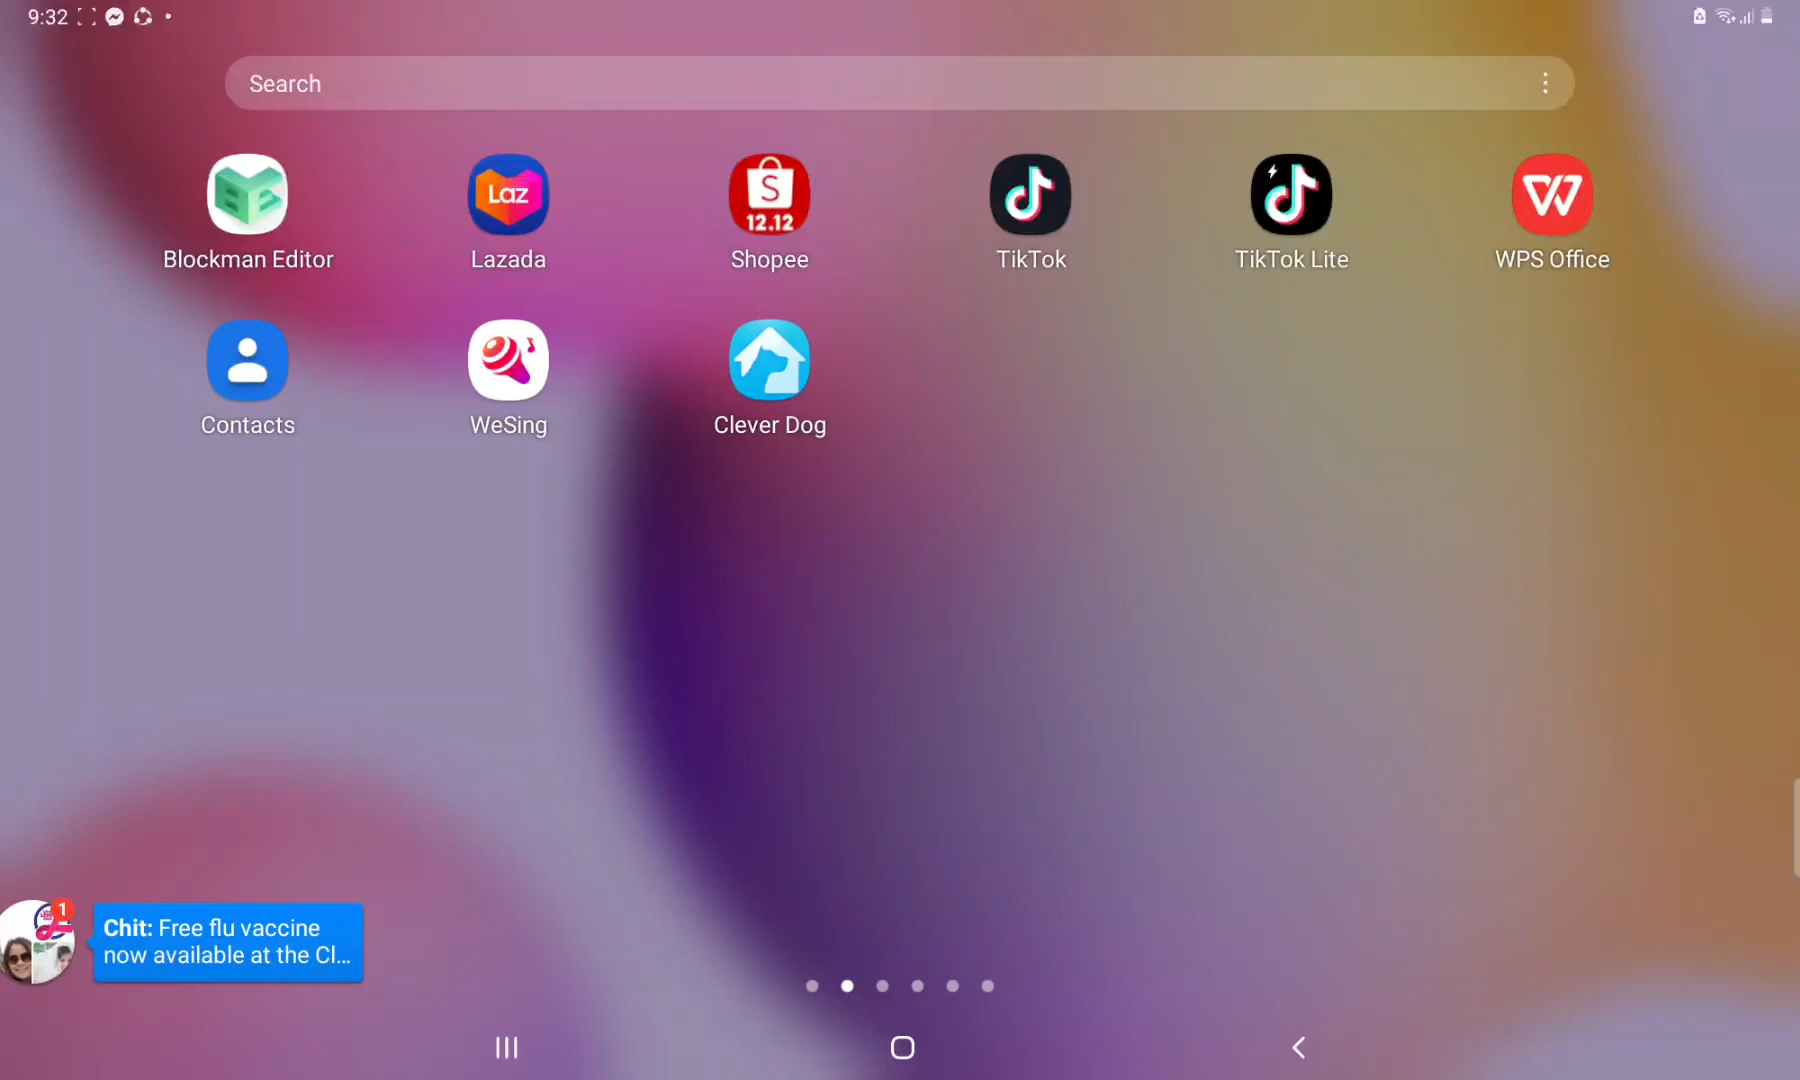 9:32
Search
Laz
S
12.12
Blockman Editor
Lazada
Shopee
TikTok
TikTok Lite
WPS Office
Contacts
WeSing
Clever Dog
1
Chit: Free flu vaccine
now available at the Cl...